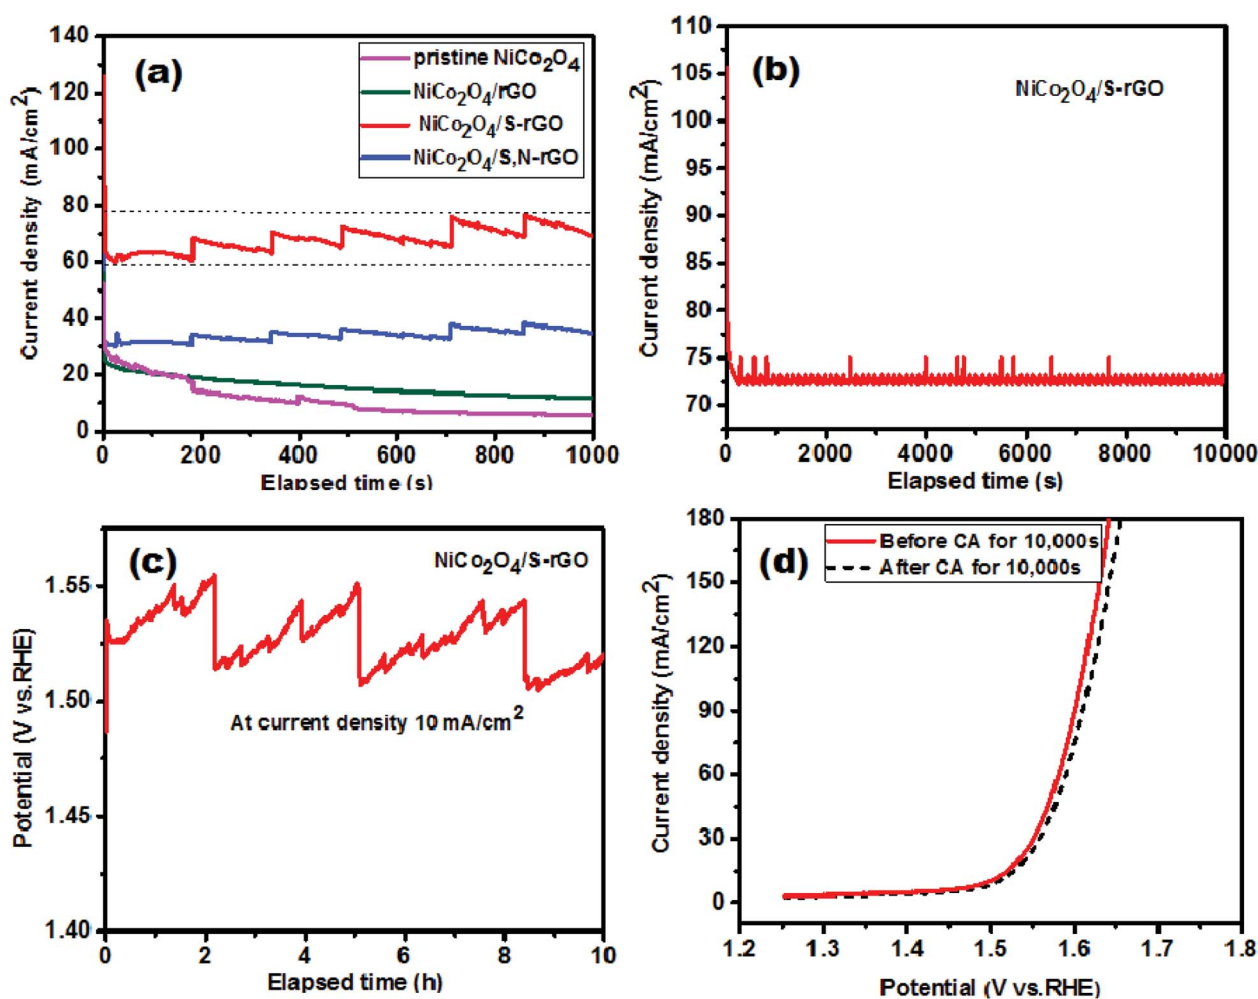 (a)
pristine NiCo2O4
NiCo2O4/rGO
NiCo2O4/S-rGO
NiCo2O4/S,N-rGO
140
120
100
80
60
40
20
0
Current density (mA/cm2)
0 200 400 600 800 1000
Elapsed time (s)
(b)
NiCo2O4/S-rGO
110
105
100
95
90
85
80
75
70
Current density (mA/cm2)
0 2000 4000 6000 8000 10000
Elapsed time (s)
(c)
NiCo2O4/S-rGO
1.55
1.50
1.45
1.40
Potential (V vs.RHE)
At current density 10 mA/cm2
0 2 4 6 8 10
Elapsed time (h)
(d)
Before CA for 10,000s
After CA for 10,000s
180
150
120
90
60
30
0
Current density (mA/cm2)
1.2 1.3 1.4 1.5 1.6 1.7 1.8
Potential (V vs.RHE)